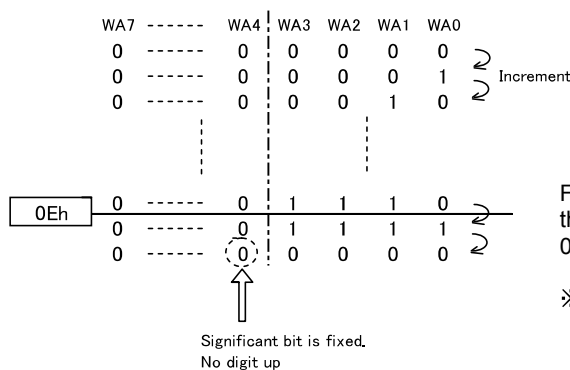 WA7 ------ WA4 WA3 WA2 WA1 WA0
0 ------ 0 0 0 0 0
0 ------ 0 0 0 0 1 Increment
0 ------ 0 0 0 1 0
0Eh 0 ------ 0 1 1 1 0 F
0 ------ 0 1 1 1 1 th
0 ------ 0 0 0 0 0 0
※
Significant bit is fixed.
No digit up